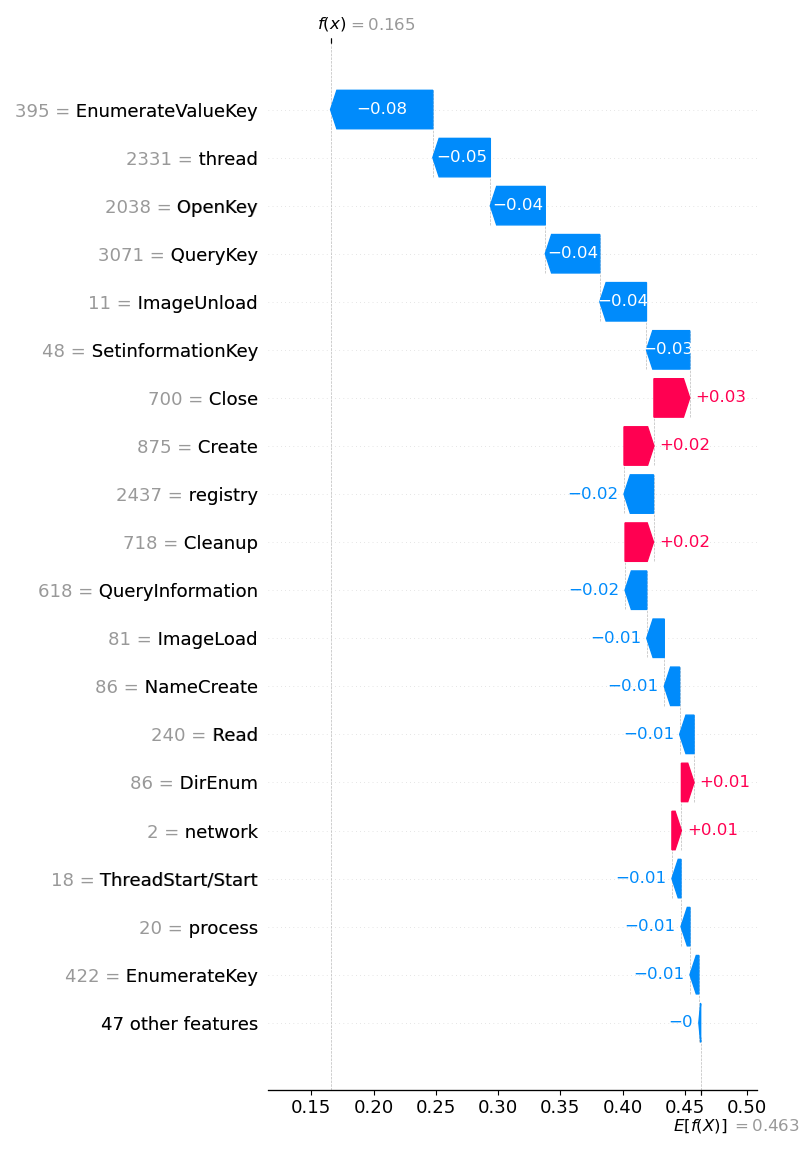 f(x) = 0.165
395 = EnumerateValueKey −0.08
2331 = thread −0.05
2038 = OpenKey −0.04
3071 = QueryKey −0.04
11 = ImageUnload −0.04
48 = SetinformationKey −0.03
700 = Close +0.03
875 = Create +0.02
2437 = registry −0.02
718 = Cleanup +0.02
618 = QueryInformation −0.02
81 = ImageLoad −0.01
86 = NameCreate −0.01
240 = Read −0.01
86 = DirEnum +0.01
2 = network +0.01
18 = ThreadStart/Start −0.01
20 = process −0.01
422 = EnumerateKey −0.01
47 other features −0
0.15 0.20 0.25 0.30 0.35 0.40 0.45 0.50
E[f(X)] = 0.463